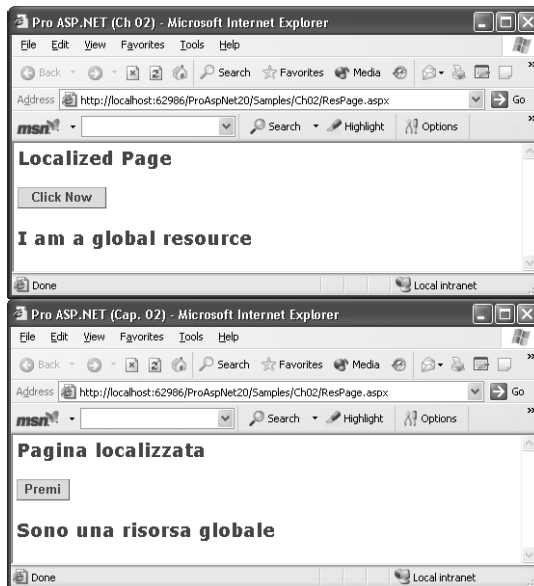 Pro ASP.NET (Ch 02) - Microsoft Internet Explorer
File Edit View Favorites Tools Help
Back Search Favorites Media
Address http://localhost:62986/ProAspNet20/Samples/Ch02/ResPage.aspx Go
msn Search Highlight Options
Localized Page
Click Now
I am a global resource
Done Local intranet
Pro ASP.NET (Cap. 02) - Microsoft Internet Explorer
File Edit View Favorites Tools Help
Back Search Favorites Media
Address http://localhost:62986/ProAspNet20/Samples/Ch02/ResPage.aspx Go
msn Search Highlight Options
Pagina localizzata
Premi
Sono una risorsa globale
Done Local intranet